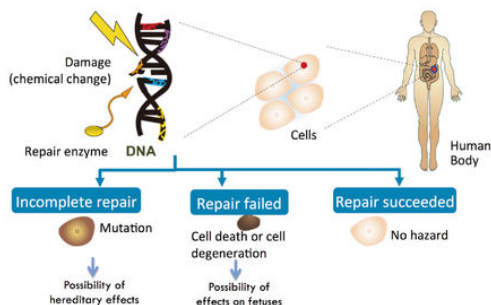 Damage
(chemical change)
Repair enzyme
DNA
Cells
Human
Body
Incomplete repair
Repair failed
Repair succeeded
Mutation
Cell death or cell
degeneration
No hazard
Possibility of
hereditary effects
Possibility of
effects on fetuses